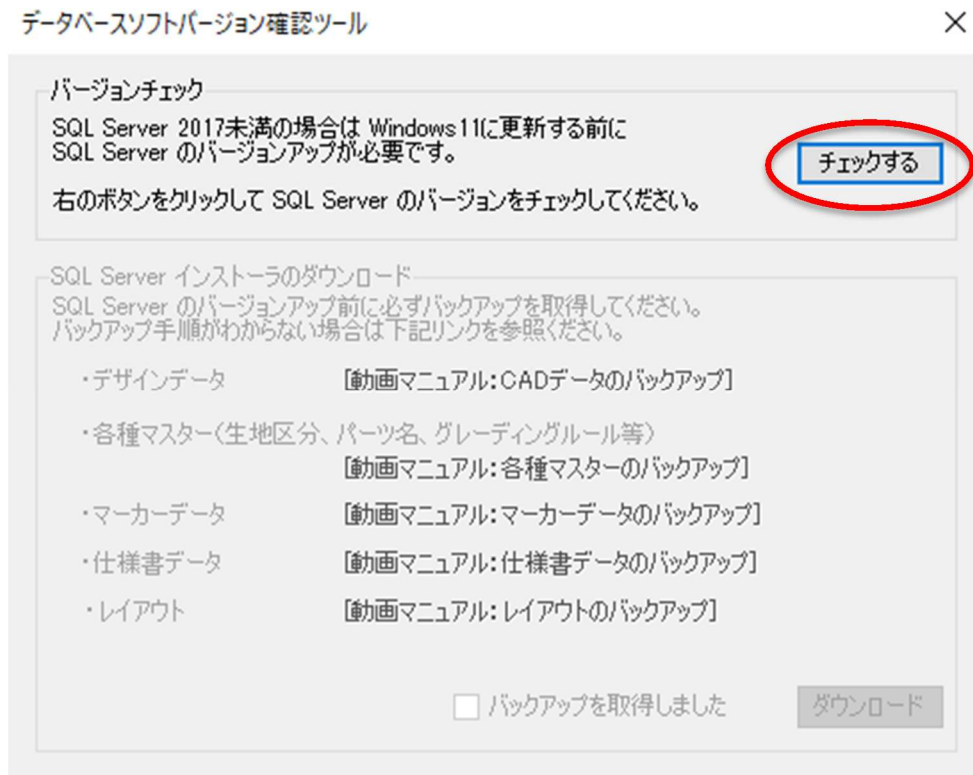 データベースソフトバージョン確認ツール
バージョンチェック
SQL Server 2017未満の場合は Windows11に更新する前に
SQL Server のバージョンアップが必要です。
チェックする
右のボタンをクリックして SQL Server のバージョンをチェックしてください。
SQL Server インストーラのダウンロード
SQL Server のバージョンアップ前に必ずバックアップを取得してください。
バックアップ手順がわからない場合は下記リンクを参照ください。
・デザインデータ [動画マニュアル:CADデータのバックアップ]
・各種マスター(生地区分、パーツ名、グレーディングルール等)
[動画マニュアル:各種マスターのバックアップ]
・マーカーデータ [動画マニュアル:マーカーデータのバックアップ]
・仕様書データ [動画マニュアル:仕様書データのバックアップ]
・レイアウト [動画マニュアル:レイアウトのバックアップ]
バックアップを取得しました ダウンロード